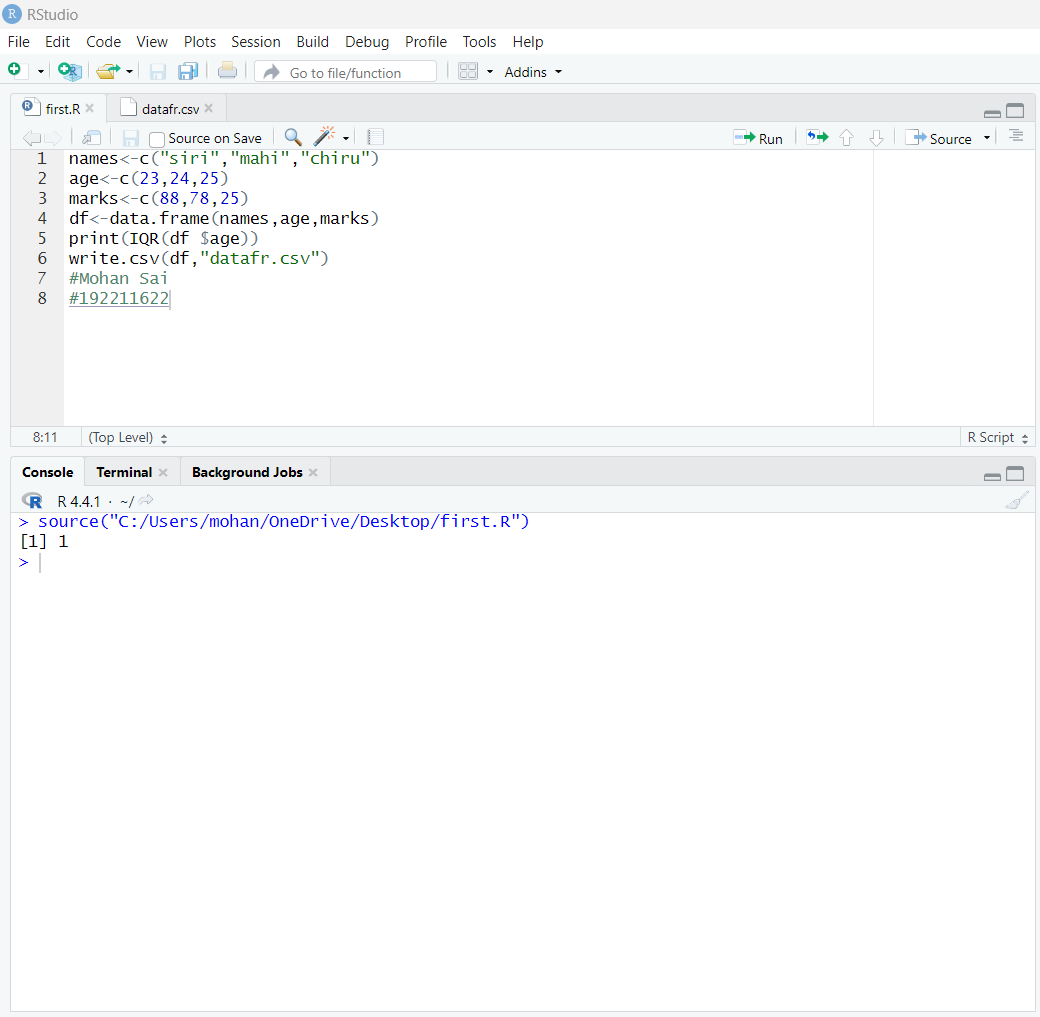 RStudio
File Edit Code View Plots Session Build Debug Profile Tools Help
Go to file/function Addins
first.R datafr.csv
Source on Save Run Source
1 names<-c("siri","mahi","chiru")
2 age<-c(23,24,25)
3 marks<-c(88,78,25)
4 df<-data.frame(names,age,marks)
5 print(IQR(df $age))
6 write.csv(df,"datafr.csv")
7 #Mohan Sai
8 #192211622
8:11 (Top Level) R Script
Console Terminal Background Jobs
R R 4.4.1 · ~/
> source("C:/Users/mohan/OneDrive/Desktop/first.R")
[1] 1
>